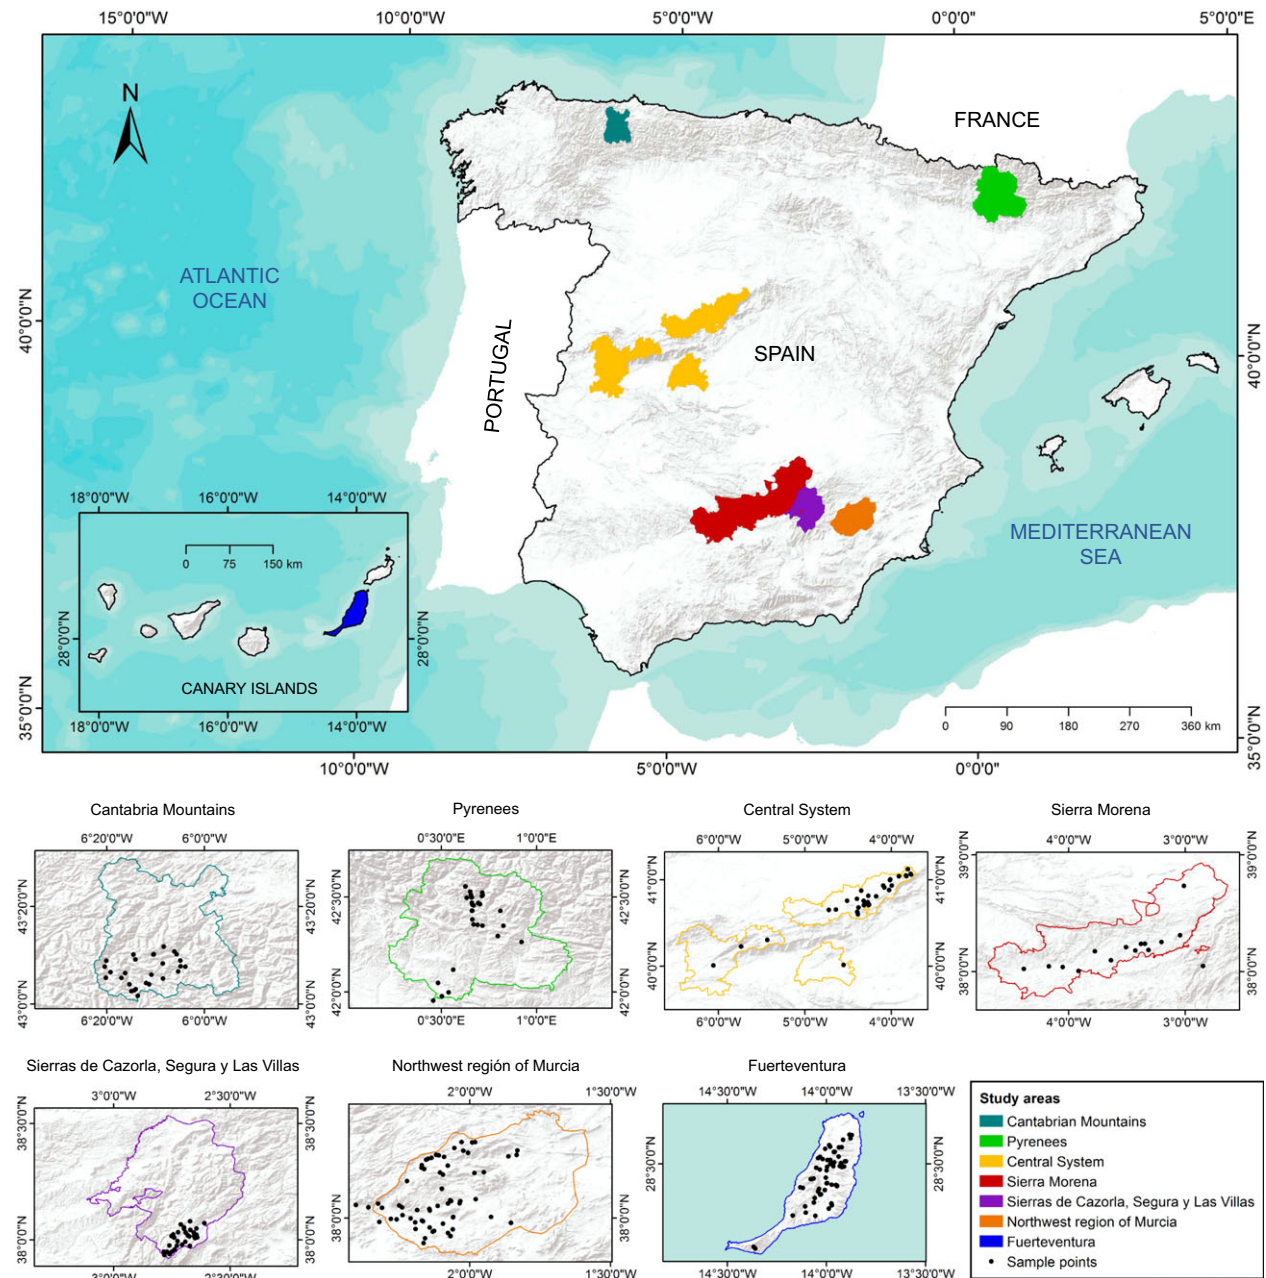 15°0'0"W 10°0'0"W 5°0'0"W 0°0'0" 5°0'0"E
N
FRANCE
ATLANTIC
OCEAN
40°0'0"N
PORTUGAL
SPAIN
40°0'0"N
18°0'0"W 16°0'0"W 14°0'0"W
0 75 150 km
28°0'0"N
28°0'0"N
CANARY ISLANDS
18°0'0"W 16°0'0"W 14°0'0"W
MEDITERRANEAN
SEA
35°0'0"N
0 90 180 270 360 km
35°0'0"N
10°0'0"W 5°0'0"W 0°0'0"
Cantabria Mountains
6°20'0"W 6°0'0"W
43°20'0"N
43°20'0"N
43°0'0"N
43°0'0"N
6°20'0"W 6°0'0"W
Pyrenees
0°30'0"E 1°0'0"E
42°30'0"N
42°30'0"N
42°0'0"N
42°0'0"N
0°30'0"E 1°0'0"E
Central System
6°0'0"W 5°0'0"W 4°0'0"W
41°0'0"N
41°0'0"N
40°0'0"N
40°0'0"N
6°0'0"W 5°0'0"W 4°0'0"W
Sierra Morena
4°0'0"W 3°0'0"W
39°0'0"N
39°0'0"N
38°0'0"N
38°0'0"N
4°0'0"W 3°0'0"W
Sierras de Cazorla, Segura y Las Villas
3°0'0"W 2°30'0"W
38°30'0"N
38°30'0"N
38°0'0"N
38°0'0"N
3°0'0"W 2°30'0"W
Northwest región of Murcia
2°0'0"W 1°30'0"W
38°0'0"N
38°0'0"N
2°0'0"W 1°30'0"W
Fuerteventura
14°30'0"W 14°0'0"W 13°30'0"W
28°30'0"N
28°30'0"N
14°30'0"W 14°0'0"W 13°30'0"W
Study areas
Cantabrian Mountains
Pyrenees
Central System
Sierra Morena
Sierras de Cazorla, Segura y Las Villas
Northwest region of Murcia
Fuerteventura
Sample points